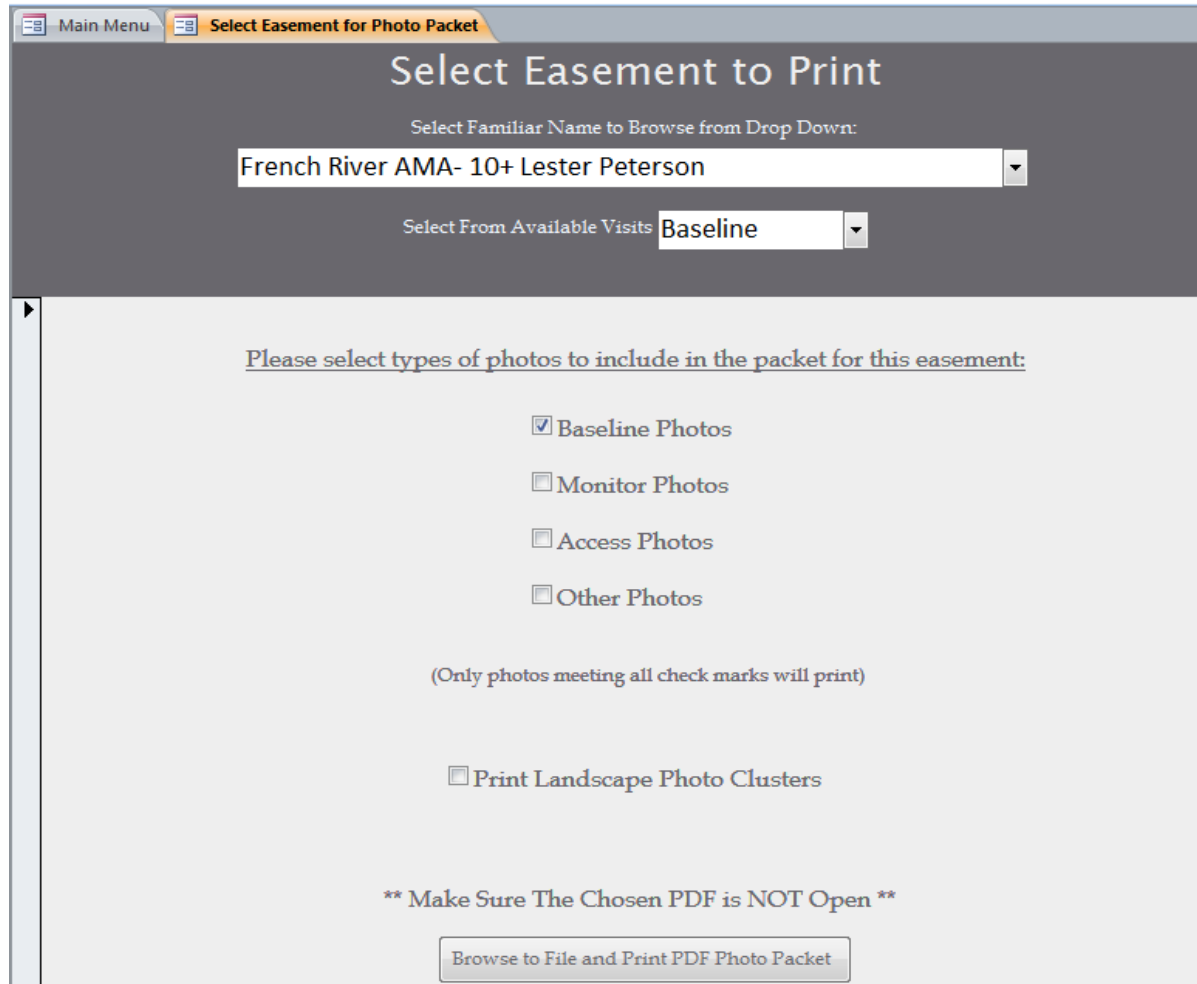 Main Menu Select Easement for Photo Packet
Select Easement to Print
Select Familiar Name to Browse from Drop Down:
French River AMA- 10+ Lester Peterson
Select From Available Visits Baseline
Please select types of photos to include in the packet for this easement:
Baseline Photos
Monitor Photos
Access Photos
Other Photos
(Only photos meeting all check marks will print)
Print Landscape Photo Clusters
** Make Sure The Chosen PDF is NOT Open **
Browse to File and Print PDF Photo Packet